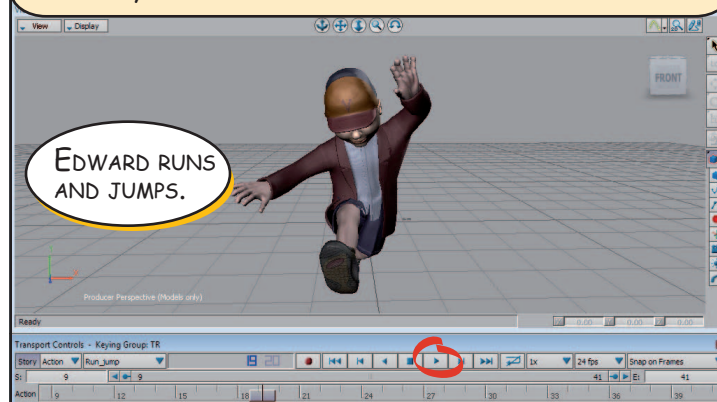 View Display
FRONT
EDWARD RUNS
AND JUMPS.
Producer Perspective (Models only)
Ready
0.00 0.00 0.00
Transport Controls - Keying Group: TR
Story Action Run_jump 1x 24 fps Snap on Frames
S: 9 9 41 E: 41
Action 9 12 15 18 21 24 27 30 33 36 39